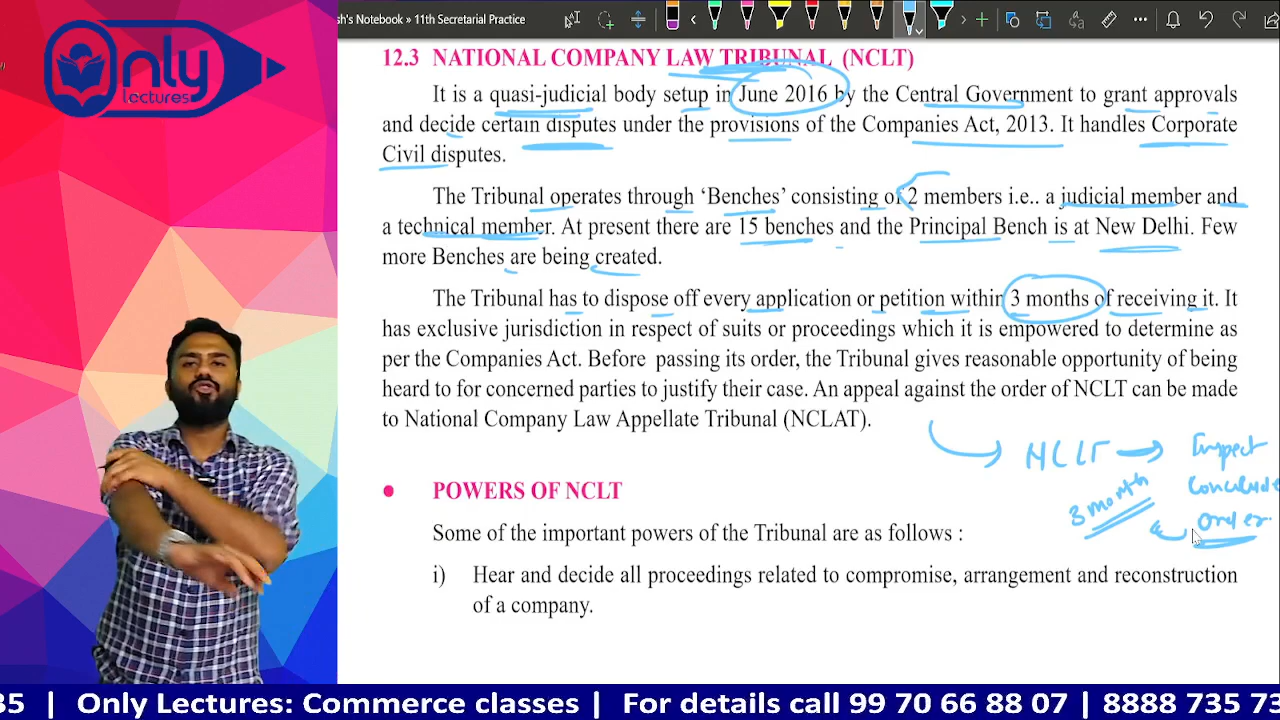 Only
lectures
sh's Notebook » 11th Secretarial Practice
12.3 NATIONAL COMPANY LAW TRIBUNAL (NCLT)
It is a quasi-judicial body setup in June 2016 by the Central Government to grant approvals
and decide certain disputes under the provisions of the Companies Act, 2013. It handles Corporate
Civil disputes.
The Tribunal operates through ‘Benches’ consisting of 2 members i.e.. a judicial member and
a technical member. At present there are 15 benches and the Principal Bench is at New Delhi. Few
more Benches are being created.
The Tribunal has to dispose off every application or petition within 3 months of receiving it. It
has exclusive jurisdiction in respect of suits or proceedings which it is empowered to determine as
per the Companies Act. Before passing its order, the Tribunal gives reasonable opportunity of being
heard to for concerned parties to justify their case. An appeal against the order of NCLT can be made
to National Company Law Appellate Tribunal (NCLAT).
NCLT → Inspect
Conclude
3 month order.
• POWERS OF NCLT
Some of the important powers of the Tribunal are as follows :
i) Hear and decide all proceedings related to compromise, arrangement and reconstruction
of a company.
35 | Only Lectures: Commerce classes | For details call 99 70 66 88 07 | 8888 735 73